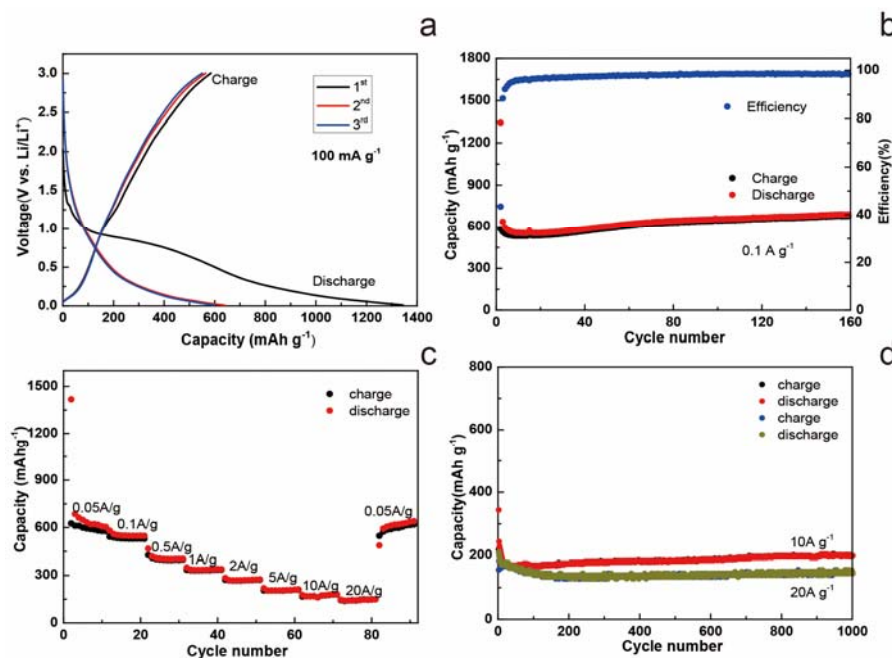 a
3.0
2.5
2.0
1.5
1.0
0.5
0.0
Voltage(V vs. Li/Li⁺)
Charge
1ˢᵗ
2ⁿᵈ
3ʳᵈ
100 mA g⁻¹
Discharge
0 200 400 600 800 1000 1200 1400
Capacity (mAh g⁻¹)
b
1800
1500
1200
900
600
300
0
Capacity (mAh g⁻¹)
Efficiency
Charge
Discharge
0.1 A g⁻¹
100
80
60
40
20
0
Efficiency(%)
0 40 80 120 160
Cycle number
c
1500
1200
900
600
300
0
Capacity (mAhg⁻¹)
charge
discharge
0.05A/g
0.1A/g
0.5A/g
1A/g
2A/g
5A/g
10A/g
20A/g
0.05A/g
0 20 40 60 80
Cycle number
d
800
600
400
200
0
Capacity(mAh g⁻¹)
charge
discharge
charge
discharge
10A g⁻¹
20A g⁻¹
0 200 400 600 800 1000
Cycle number